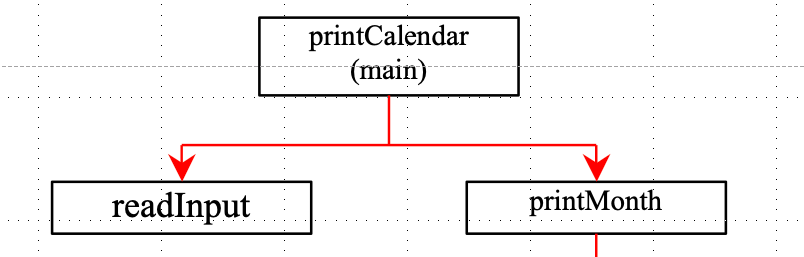 printCalendar
(main)
readInput
printMonth